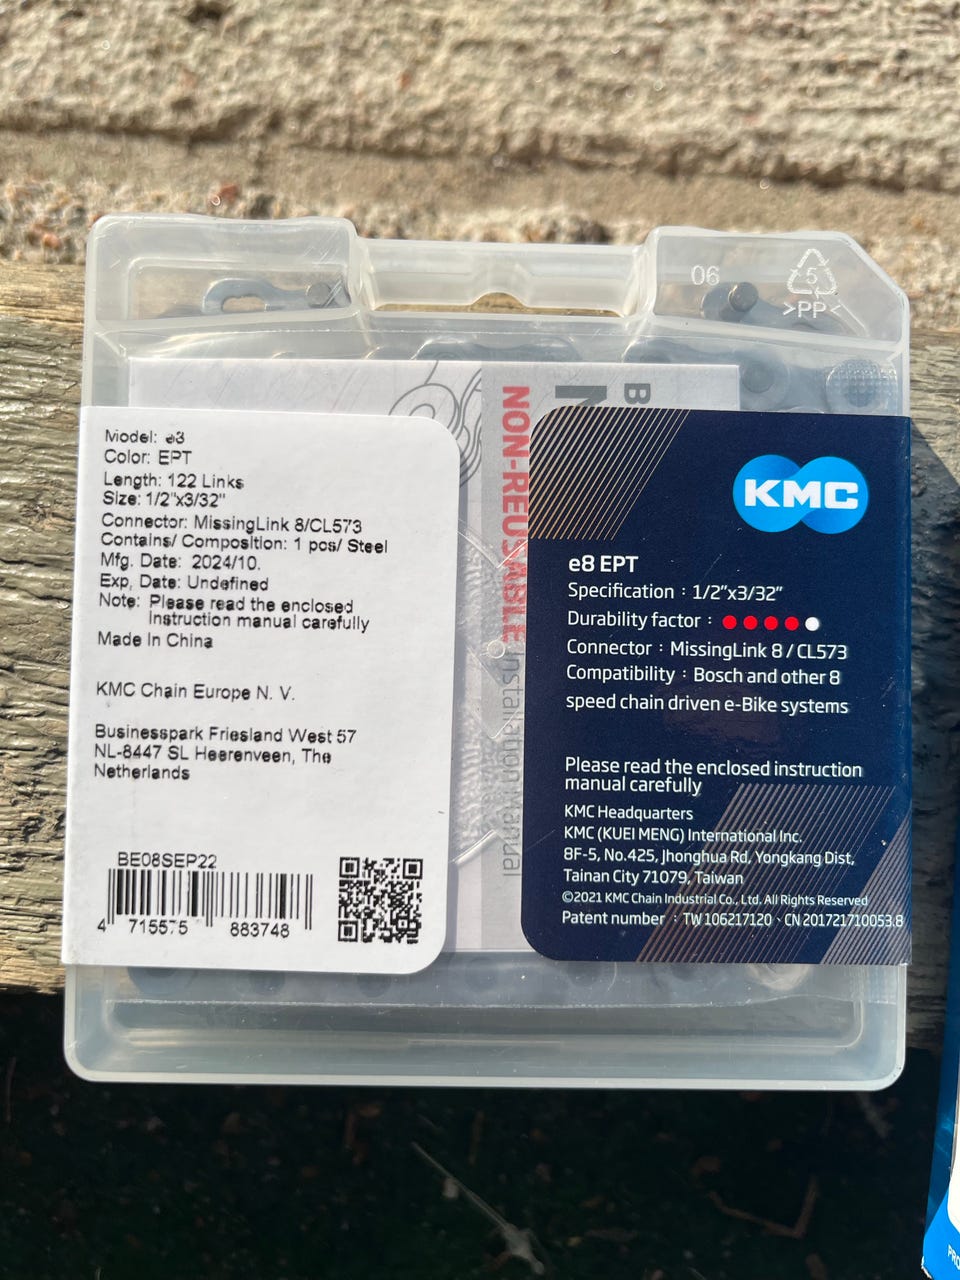 06
5
>PP<
B
N
NON-REUSABLE Installation Manual
Model: e8
Color: EPT
Length: 122 Links
Size: 1/2"x3/32"
Connector: MissingLink 8/CL573
Contains/ Composition: 1 pcs/ Steel
Mfg. Date: 2024/10.
Exp, Date: Undefined
Note: Please read the enclosed
instruction manual carefully
Made In China
KMC Chain Europe N. V.
Businesspark Friesland West 57
NL-8447 SL Heerenveen, The
Netherlands
BE08SEP22
4 715575 883748
KMC
e8 EPT
Specification : 1/2"x3/32"
Durability factor :
Connector : MissingLink 8 / CL573
Compatibility : Bosch and other 8
speed chain driven e-Bike systems
Please read the enclosed instruction
manual carefully
KMC Headquarters
KMC (KUEI MENG) International Inc.
8F-5, No.425, Jhonghua Rd, Yongkang Dist,
Tainan City 71079, Taiwan
©2021 KMC Chain Industrial Co., Ltd. All Rights Reserved
Patent number : TW 106217120、CN 201721710053.8
PRO